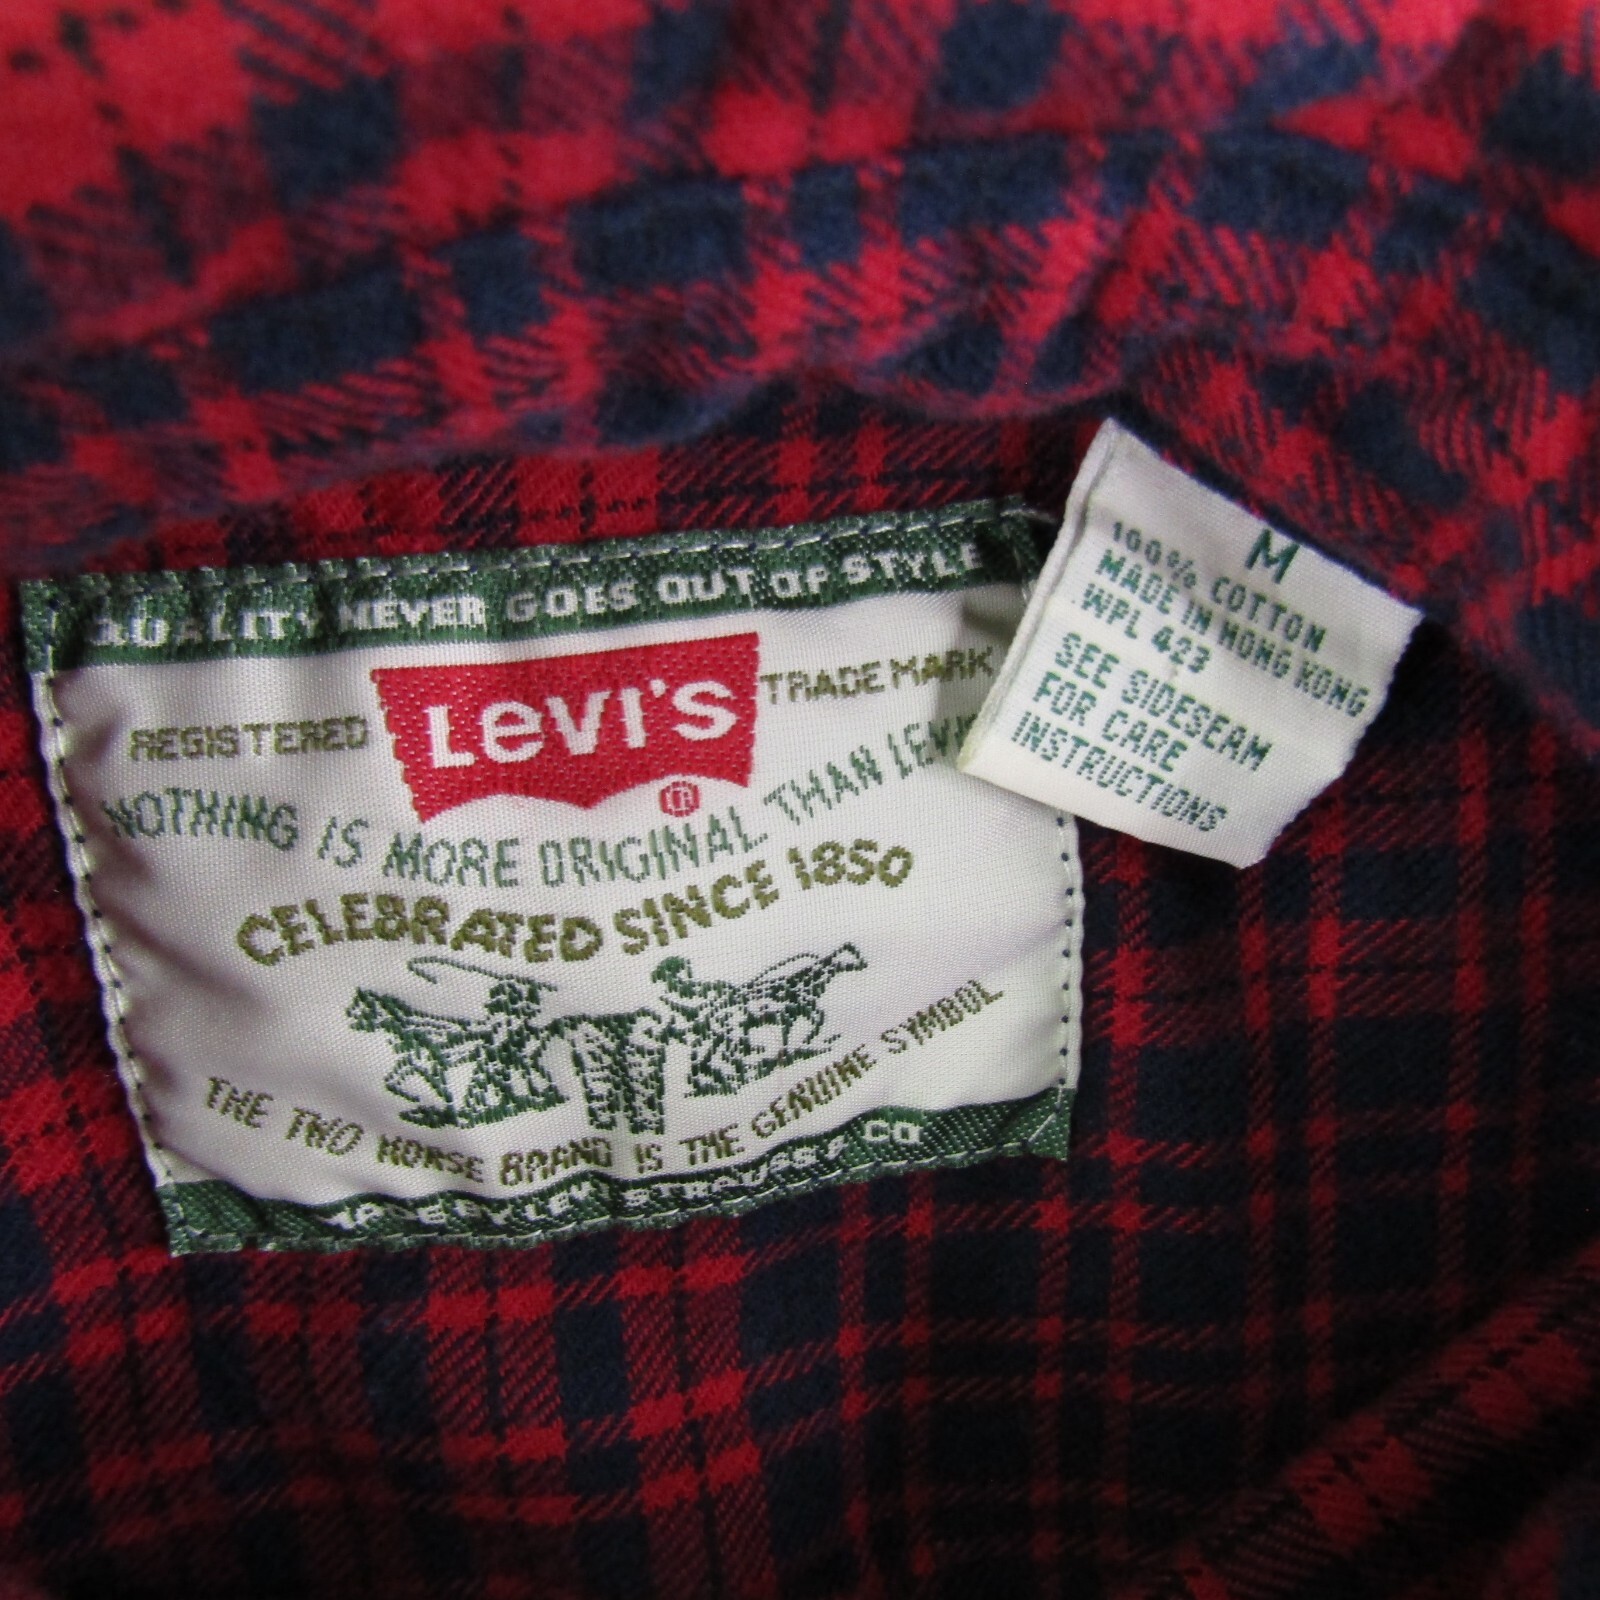 QUALITY NEVER GOES OUT OF STYLE
REGISTERED LEVI'S ® TRADE MARK
NOTHING IS MORE ORIGINAL THAN LEVI
CELEBRATED SINCE 1850
THE TWO HORSE BRAND IS THE GENUINE SYMBOL
MADE BY LEVI STRAUSS & CO
M
100% COTTON
MADE IN HONG KONG
WPL 423
SEE SIDESEAM
FOR CARE
INSTRUCTIONS